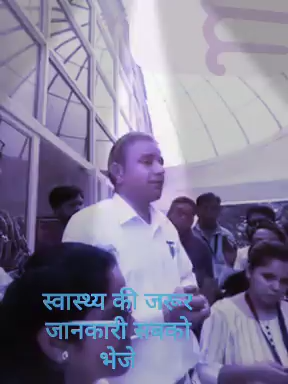 स्वास्थ्य की जरूर
जानकारी सबको
भेजे